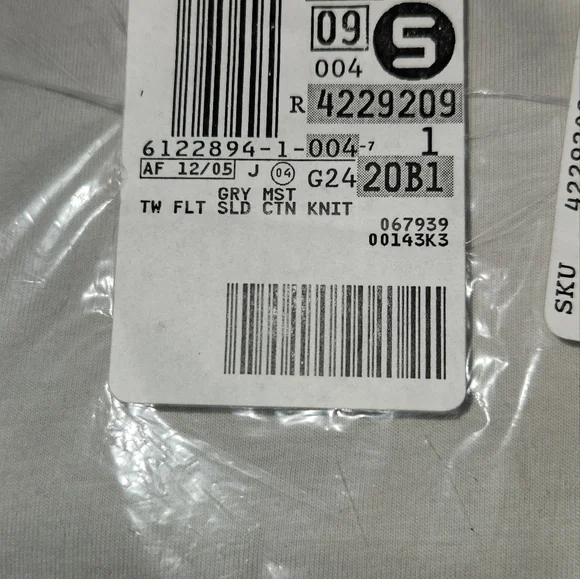 09 S
004
R 4229209
6122894-1-004-7 1
AF 12/05 J 04 G24 20B1
GRY MST
TW FLT SLD CTN KNIT
067939
00143K3
SKU 42292